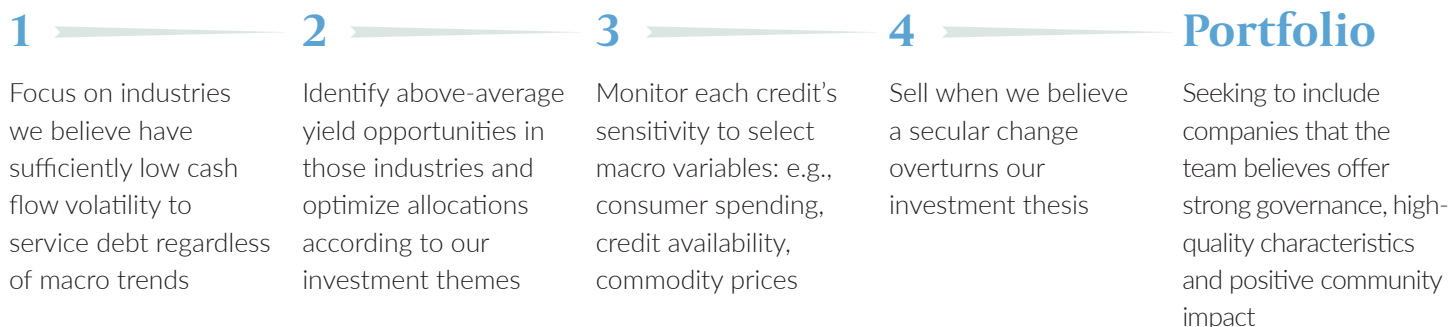 1
Focus on industries
we believe have
sufficiently low cash
flow volatility to
service debt regardless
of macro trends
2
Identify above-average
yield opportunities in
those industries and
optimize allocations
according to our
investment themes
3
Monitor each credit’s
sensitivity to select
macro variables: e.g.,
consumer spending,
credit availability,
commodity prices
4
Sell when we believe
a secular change
overturns our
investment thesis
Portfolio
Seeking to include
companies that the
team believes offer
strong governance, high-
quality characteristics
and positive community
impact